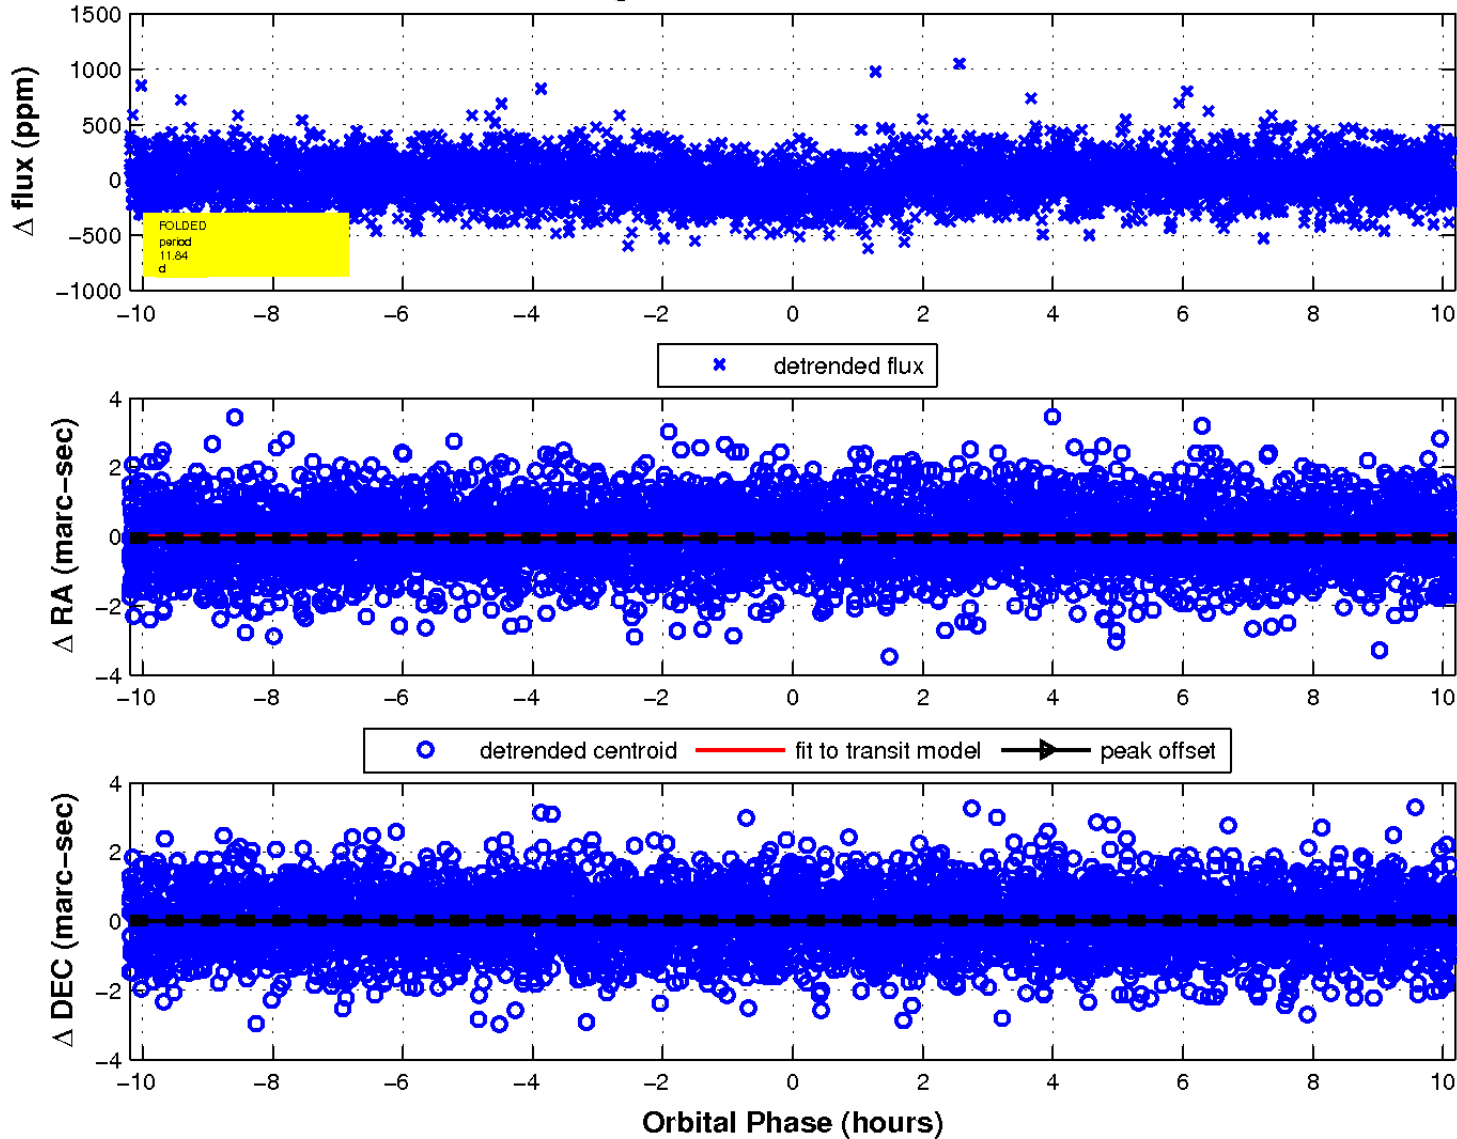 1500
1000
500
0
−500
−1000
Δ flux (ppm)
FOLDED
period
11.84
d
−10 −8 −6 −4 −2 0 2 4 6 8 10
detrended flux
4
2
0
−2
−4
Δ RA (marc−sec)
−10 −8 −6 −4 −2 0 2 4 6 8 10
detrended centroid fit to transit model peak offset
4
2
0
−2
−4
Δ DEC (marc−sec)
−10 −8 −6 −4 −2 0 2 4 6 8 10
Orbital Phase (hours)